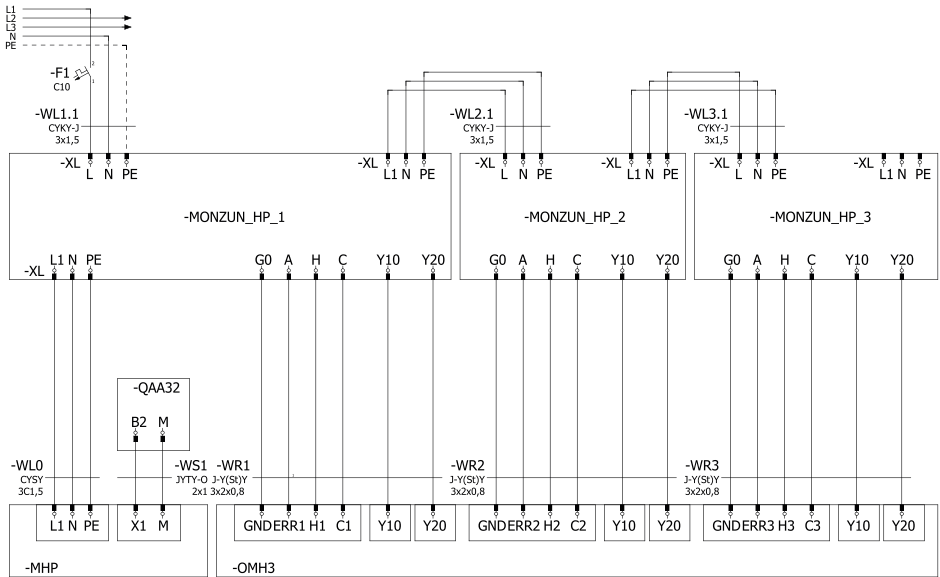 L1
L2
L3
N
PE
-F1
C10
2
1
-WL1.1
CYKY-J
3x1,5
-WL2.1
CYKY-J
3x1,5
-WL3.1
CYKY-J
3x1,5
-XL
L N PE
-XL
L1 N PE
-XL
L N PE
-XL
L1 N PE
-XL
L N PE
-XL
L1 N PE
-MONZUN_HP_1
-MONZUN_HP_2
-MONZUN_HP_3
-XL
L1 N PE
G0 A H C Y10 Y20
G0 A H C Y10 Y20
G0 A H C Y10 Y20
-QAA32
B2 M
-WL0
CYSY
3C1,5
-WS1
JYTY-O
2x1
-WR1
J-Y(St)Y
3x2x0,8
1
-WR2
J-Y(St)Y
3x2x0,8
-WR3
J-Y(St)Y
3x2x0,8
L1 N PE
X1 M
GND ERR1 H1 C1 Y10 Y20
GND ERR2 H2 C2 Y10 Y20
GND ERR3 H3 C3 Y10 Y20
-MHP
-OMH3